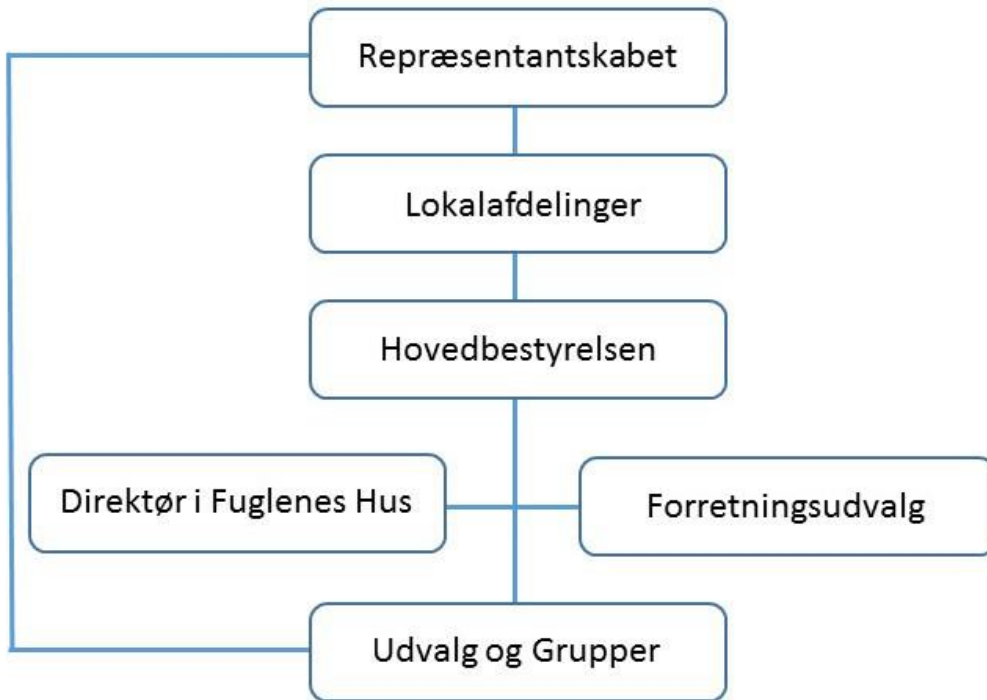 Repræsentantskabet
Lokalafdelinger
Hovedbestyrelsen
Direktør i Fuglenes Hus
Forretningsudvalg
Udvalg og Grupper